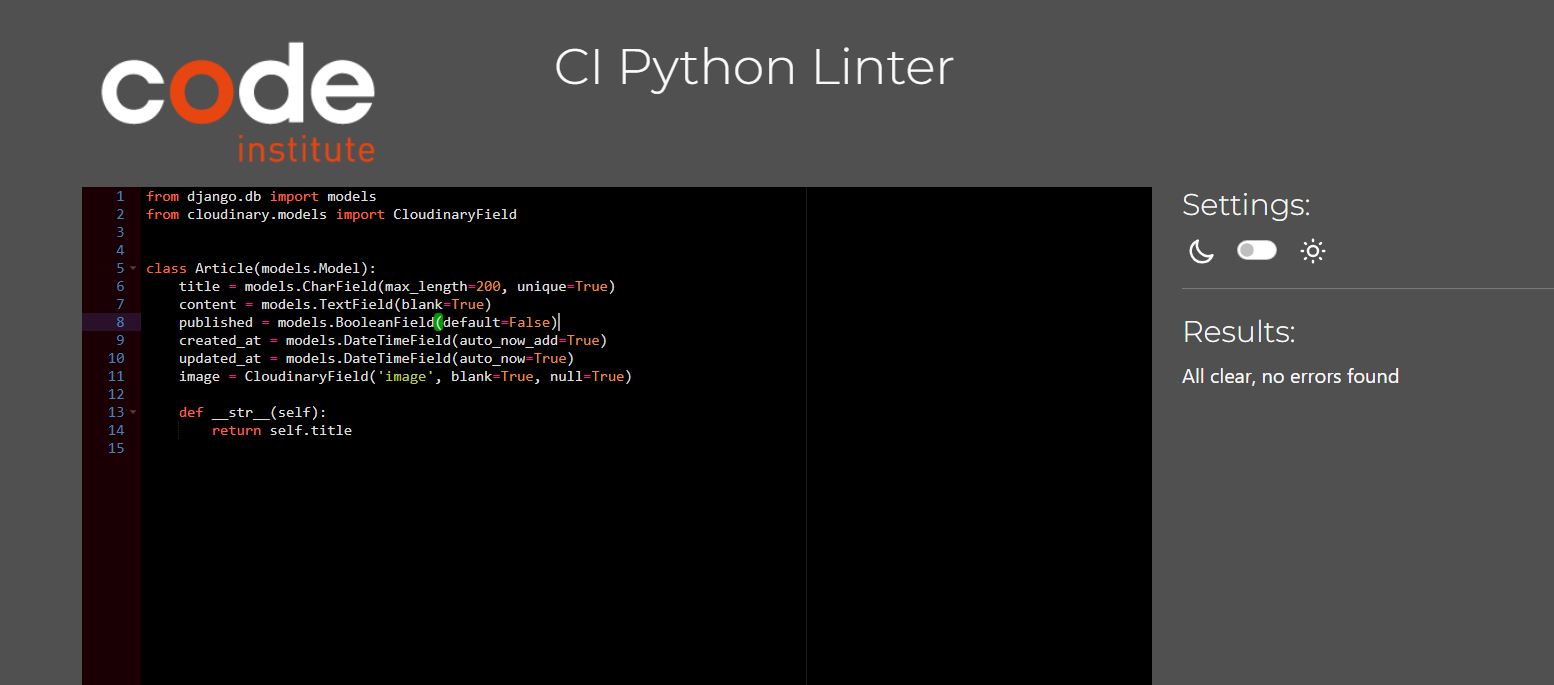 code
institute
CI Python Linter
1 from django.db import models
2 from cloudinary.models import CloudinaryField
3
4
5 class Article(models.Model):
6     title = models.CharField(max_length=200, unique=True)
7     content = models.TextField(blank=True)
8     published = models.BooleanField(default=False)
9     created_at = models.DateTimeField(auto_now_add=True)
10     updated_at = models.DateTimeField(auto_now=True)
11     image = CloudinaryField('image', blank=True, null=True)
12
13     def __str__(self):
14         return self.title
15
Settings:
Results:
All clear, no errors found